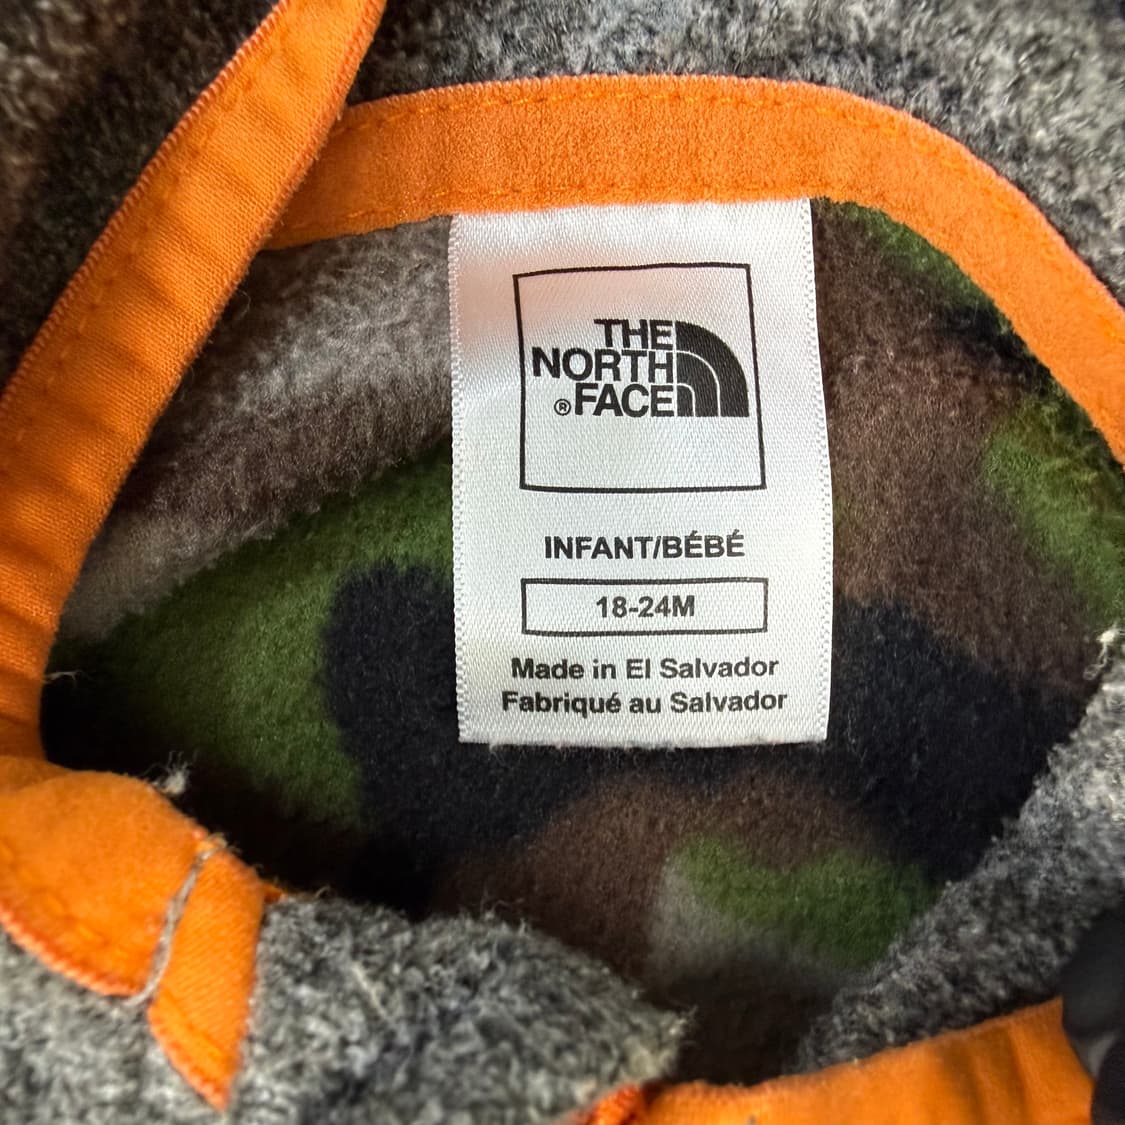 THE
NORTH
®FACE
INFANT/BÉBÉ
18-24M
Made in El Salvador
Fabriqué au Salvador